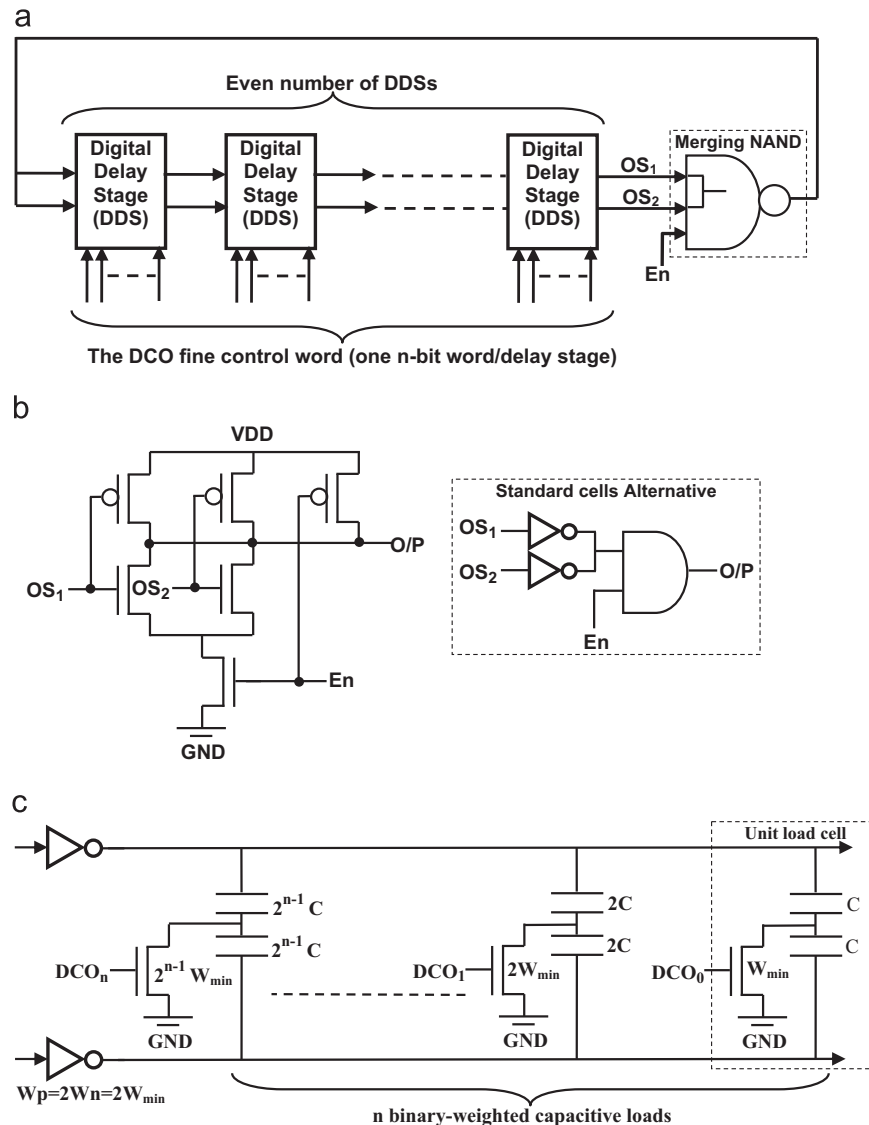 a
Even number of DDSs
Digital
Delay
Stage
(DDS)
Digital
Delay
Stage
(DDS)
Digital
Delay
Stage
(DDS)
OS₁
OS₂
En
Merging NAND
The DCO fine control word (one n-bit word/delay stage)
b
VDD
OS₁
OS₂
O/P
En
GND
Standard cells Alternative
OS₁
OS₂
O/P
En
c
Unit load cell
2ⁿ⁻¹ C
2ⁿ⁻¹ C
DCOₙ
2ⁿ⁻¹ Wmin
GND
2C
2C
DCO₁
2Wmin
GND
C
C
DCO₀
Wmin
GND
Wp=2Wn=2Wmin
n binary-weighted capacitive loads